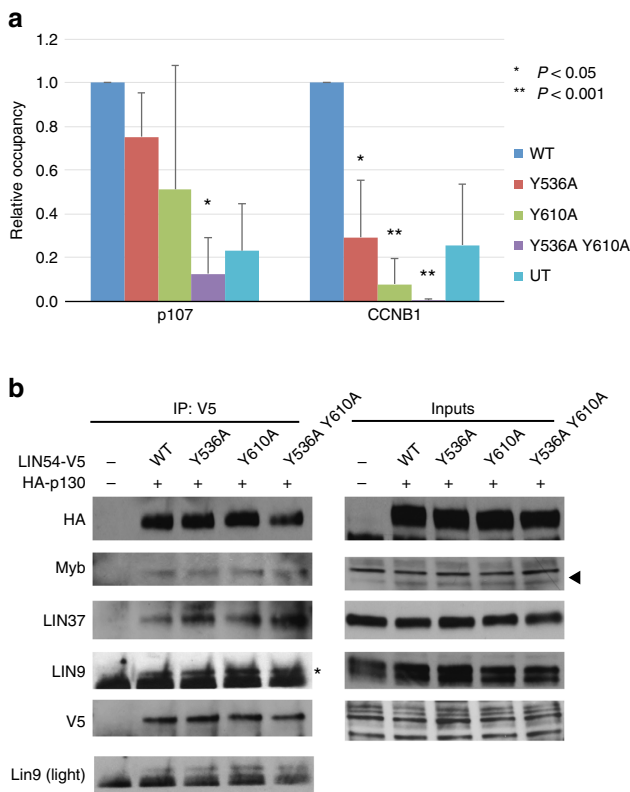 a
Relative occupancy
1.2
1.0
0.8
0.6
0.4
0.2
0.0
*
*
**
**
p107
CCNB1
* P < 0.05
** P < 0.001
WT
Y536A
Y610A
Y536A Y610A
UT
b
IP: V5
Inputs
LIN54-V5 – WT Y536A Y610A Y536A Y610A – WT Y536A Y610A Y536A Y610A
HA-p130 – + + + + – + + + +
HA
Myb
LIN37
LIN9 *
V5
Lin9 (light)